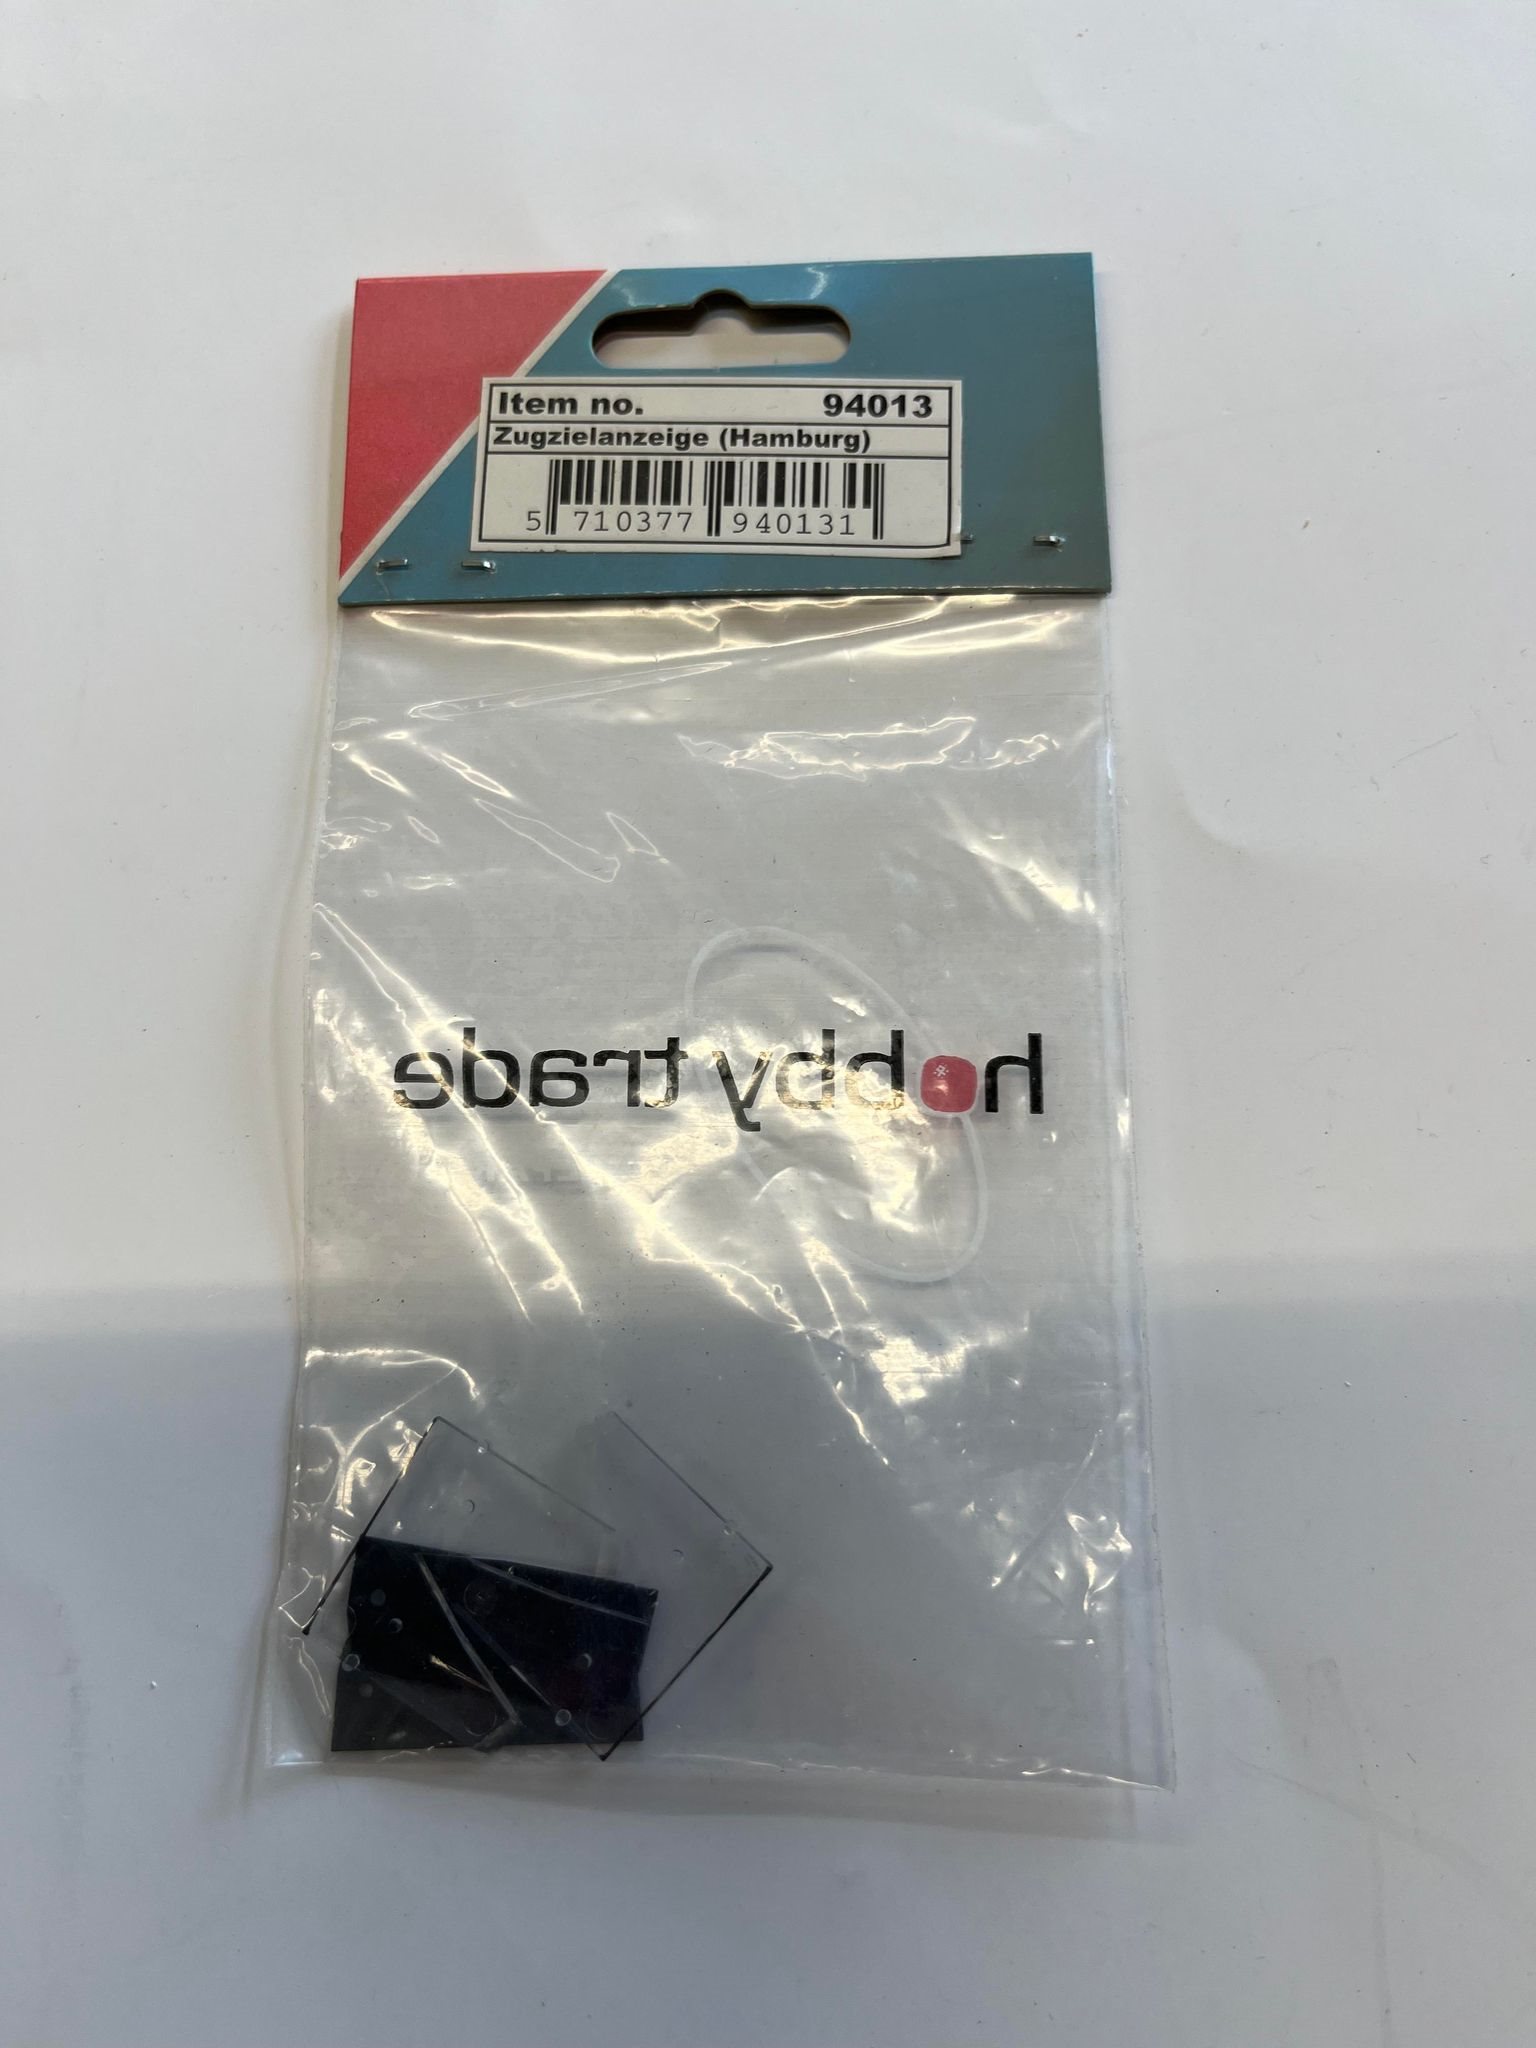 Item no. 94013
Zugzielanzeige (Hamburg)
5 710377 940131
hobby trade